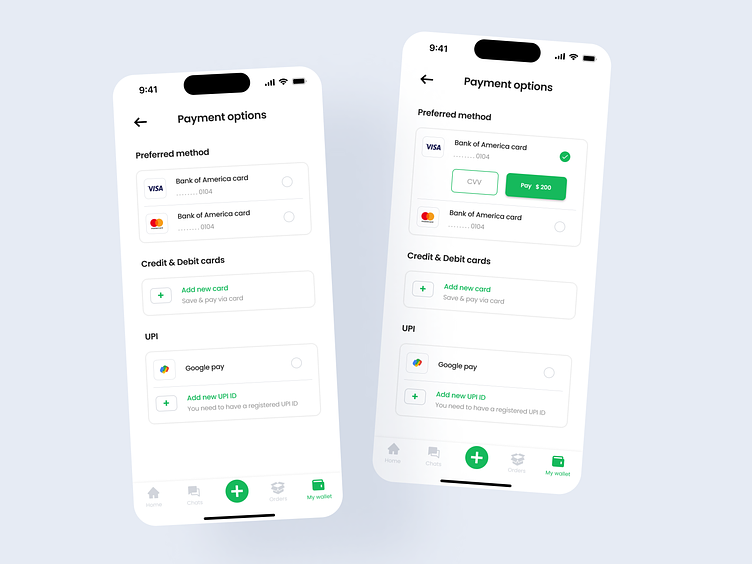 9:41
Payment options
Preferred method
VISA
Bank of America card
........0104
Bank of America card
........0104
Credit & Debit cards
Add new card
Save & pay via card
UPI
Google pay
Add new UPI ID
You need to have a registered UPI ID
Home
Chats
Orders
My wallet
9:41
Payment options
Preferred method
VISA
Bank of America card
........0104
CVV
Pay $ 200
Bank of America card
........0104
Credit & Debit cards
Add new card
Save & pay via card
UPI
Google pay
Add new UPI ID
You need to have a registered UPI ID
Home
Chats
Orders
My wallet